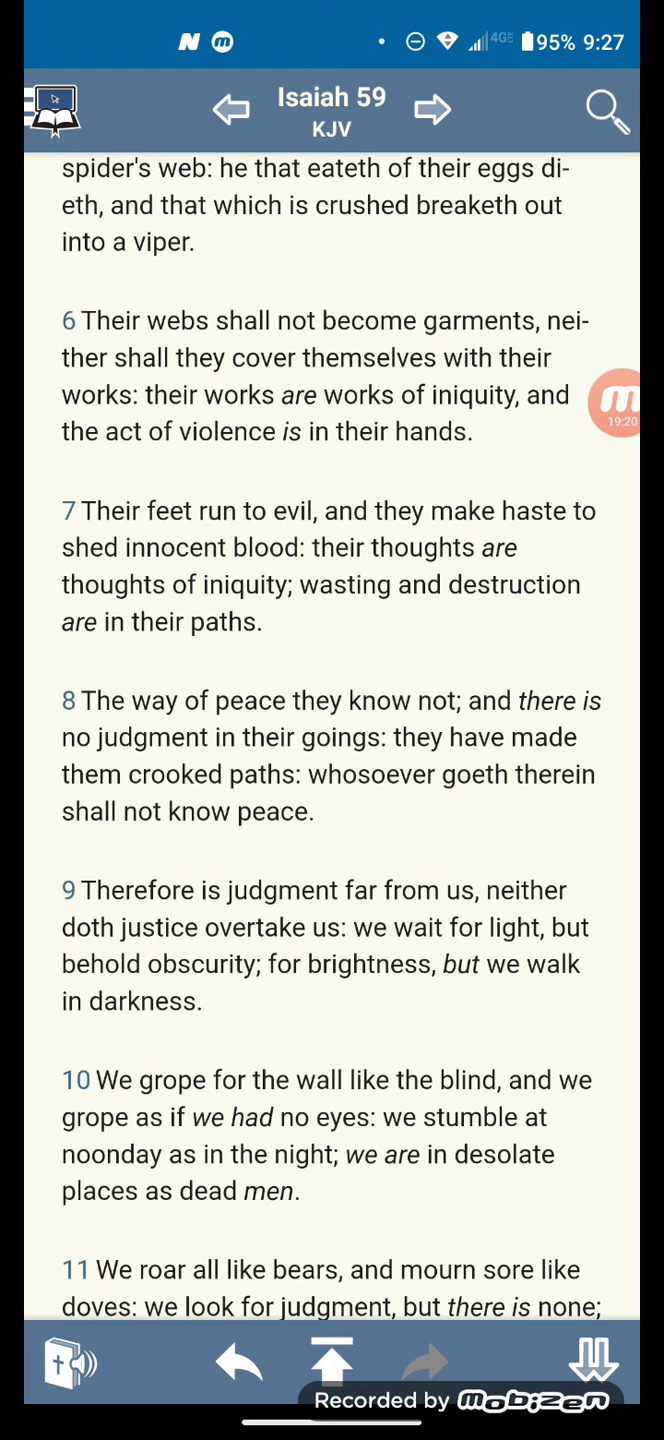 N m 4GE 95% 9:27
Isaiah 59
KJV
spider's web: he that eateth of their eggs di-
eth, and that which is crushed breaketh out
into a viper.
6 Their webs shall not become garments, nei-
ther shall they cover themselves with their
works: their works are works of iniquity, and
the act of violence is in their hands.
m
19:20
7 Their feet run to evil, and they make haste to
shed innocent blood: their thoughts are
thoughts of iniquity; wasting and destruction
are in their paths.
8 The way of peace they know not; and there is
no judgment in their goings: they have made
them crooked paths: whosoever goeth therein
shall not know peace.
9 Therefore is judgment far from us, neither
doth justice overtake us: we wait for light, but
behold obscurity; for brightness, but we walk
in darkness.
10 We grope for the wall like the blind, and we
grope as if we had no eyes: we stumble at
noonday as in the night; we are in desolate
places as dead men.
11 We roar all like bears, and mourn sore like
doves: we look for judgment, but there is none;
Recorded by Mobizen